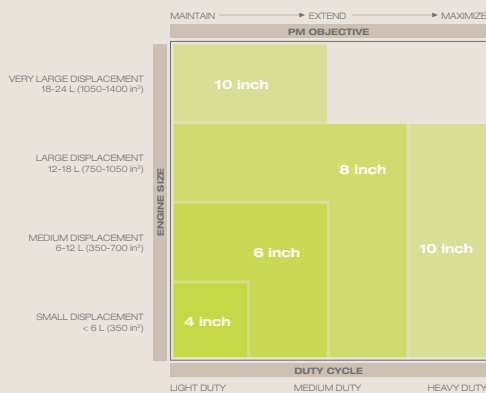 MAINTAIN EXTEND MAXIMIZE
PM OBJECTIVE
VERY LARGE DISPLACEMENT
18-24 L (1050-1400 in³)
10 inch
LARGE DISPLACEMENT
12-18 L (750-1050 in³)
8 inch
ENGINE SIZE
MEDIUM DISPLACEMENT
6-12 L (350-700 in³)
6 inch
10 inch
SMALL DISPLACEMENT
< 6 L (350 in³)
4 inch
DUTY CYCLE
LIGHT DUTY MEDIUM DUTY HEAVY DUTY